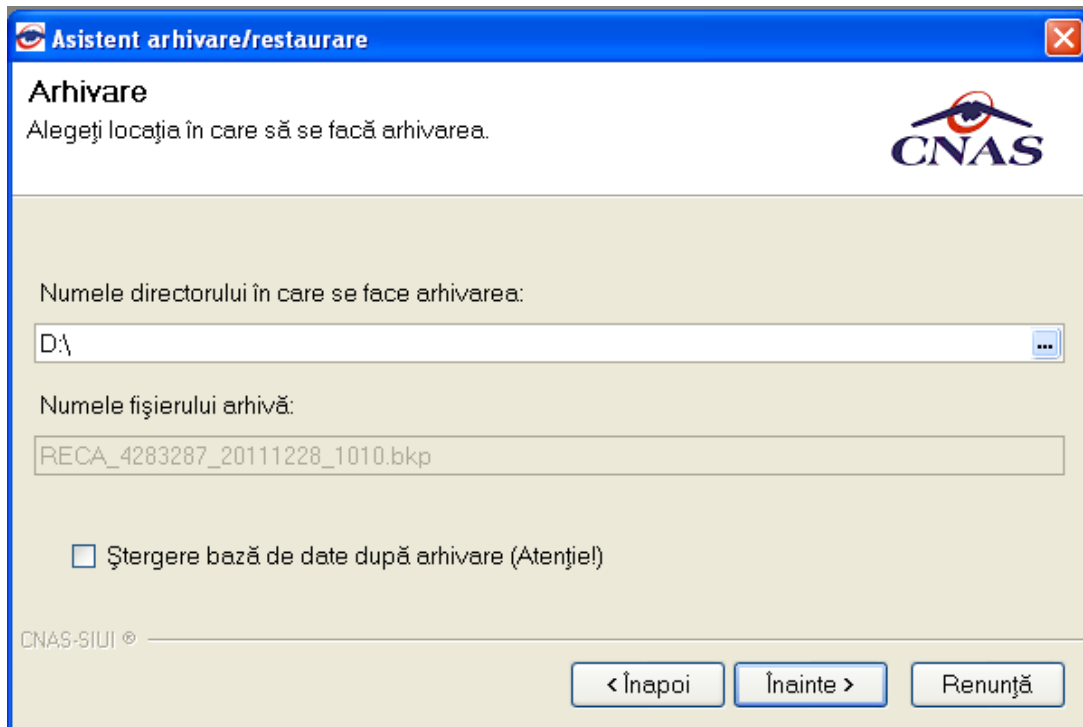 Asistent arhivare/restaurare
Arhivare
Alegeţi locaţia în care să se facă arhivarea.
CNAS
Numele directorului în care se face arhivarea:
D:\
...
Numele fişierului arhivă:
RECA_4283287_20111228_1010.bkp
Ştergere bază de date după arhivare (Atenţie!)
CNAS-SIUI ®
< Înapoi
Înainte >
Renunţă